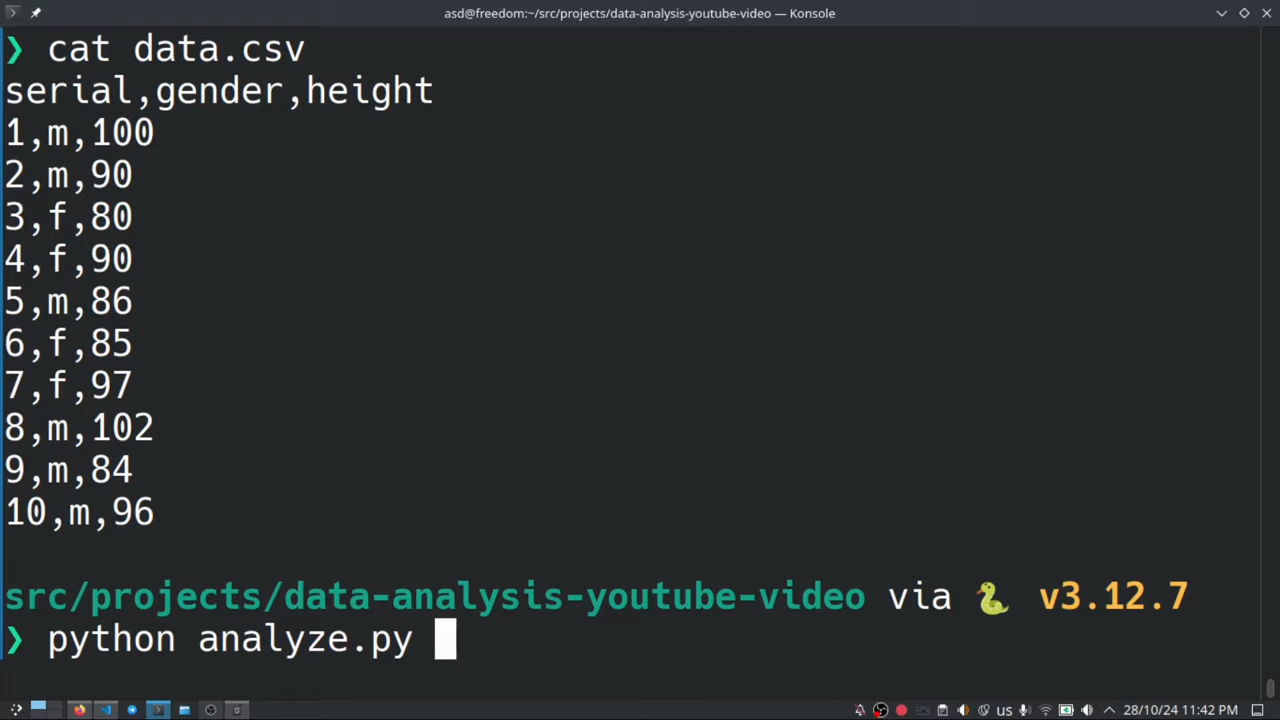 asd@freedom:~/src/projects/data-analysis-youtube-video — Konsole
❯ cat data.csv
serial,gender,height
1,m,100
2,m,90
3,f,80
4,f,90
5,m,86
6,f,85
7,f,97
8,m,102
9,m,84
10,m,96
src/projects/data-analysis-youtube-video via 🐍 v3.12.7
❯ python analyze.py
us 28/10/24 11:42 PM